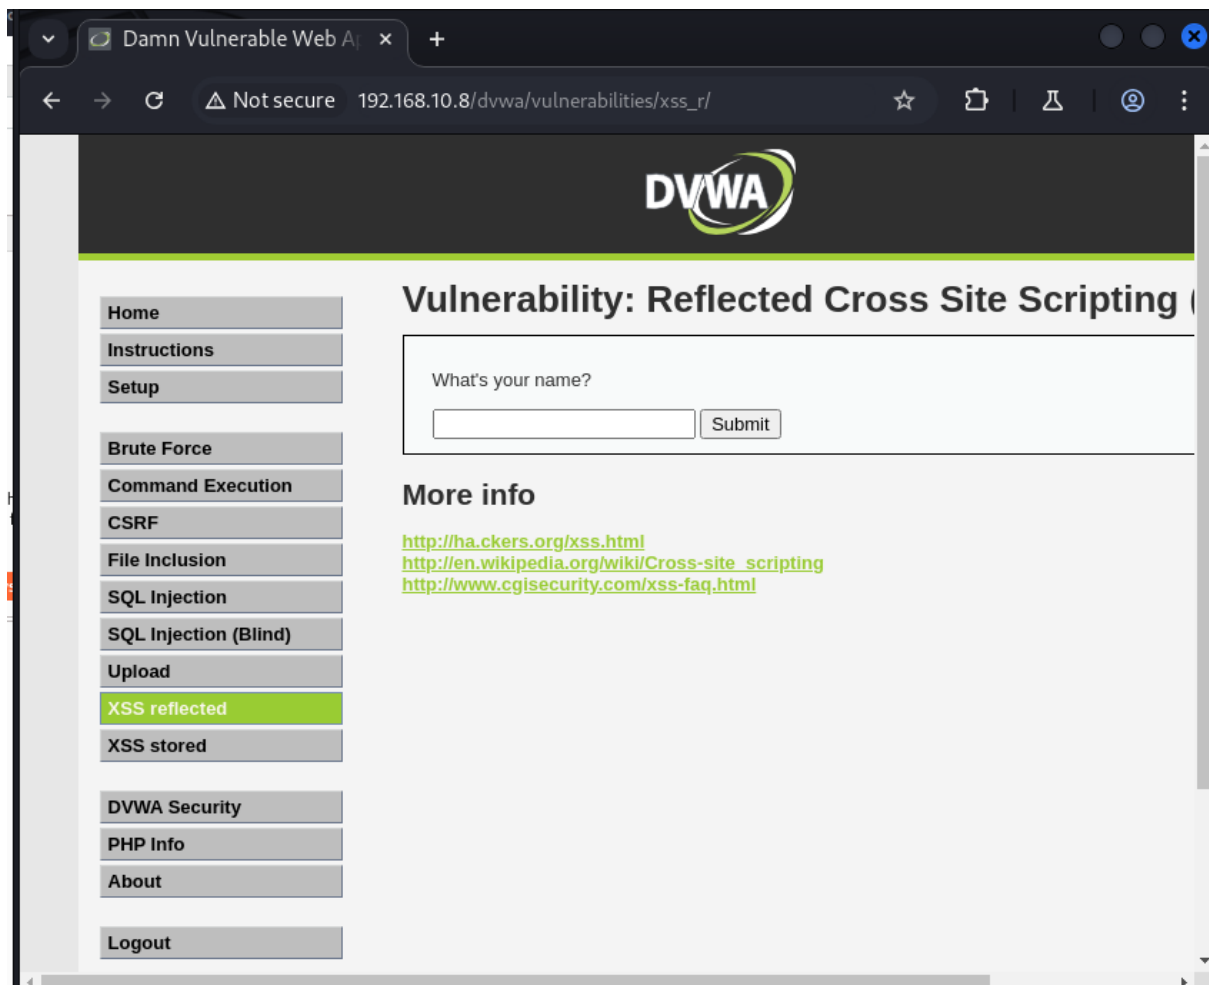 Damn Vulnerable Web Ap
Not secure 192.168.10.8/dvwa/vulnerabilities/xss_r/
DVWA
Home
Instructions
Setup
Brute Force
Command Execution
CSRF
File Inclusion
SQL Injection
SQL Injection (Blind)
Upload
XSS reflected
XSS stored
DVWA Security
PHP Info
About
Logout
Vulnerability: Reflected Cross Site Scripting (
What's your name?
Submit
More info
http://ha.ckers.org/xss.html
http://en.wikipedia.org/wiki/Cross-site_scripting
http://www.cgisecurity.com/xss-faq.html